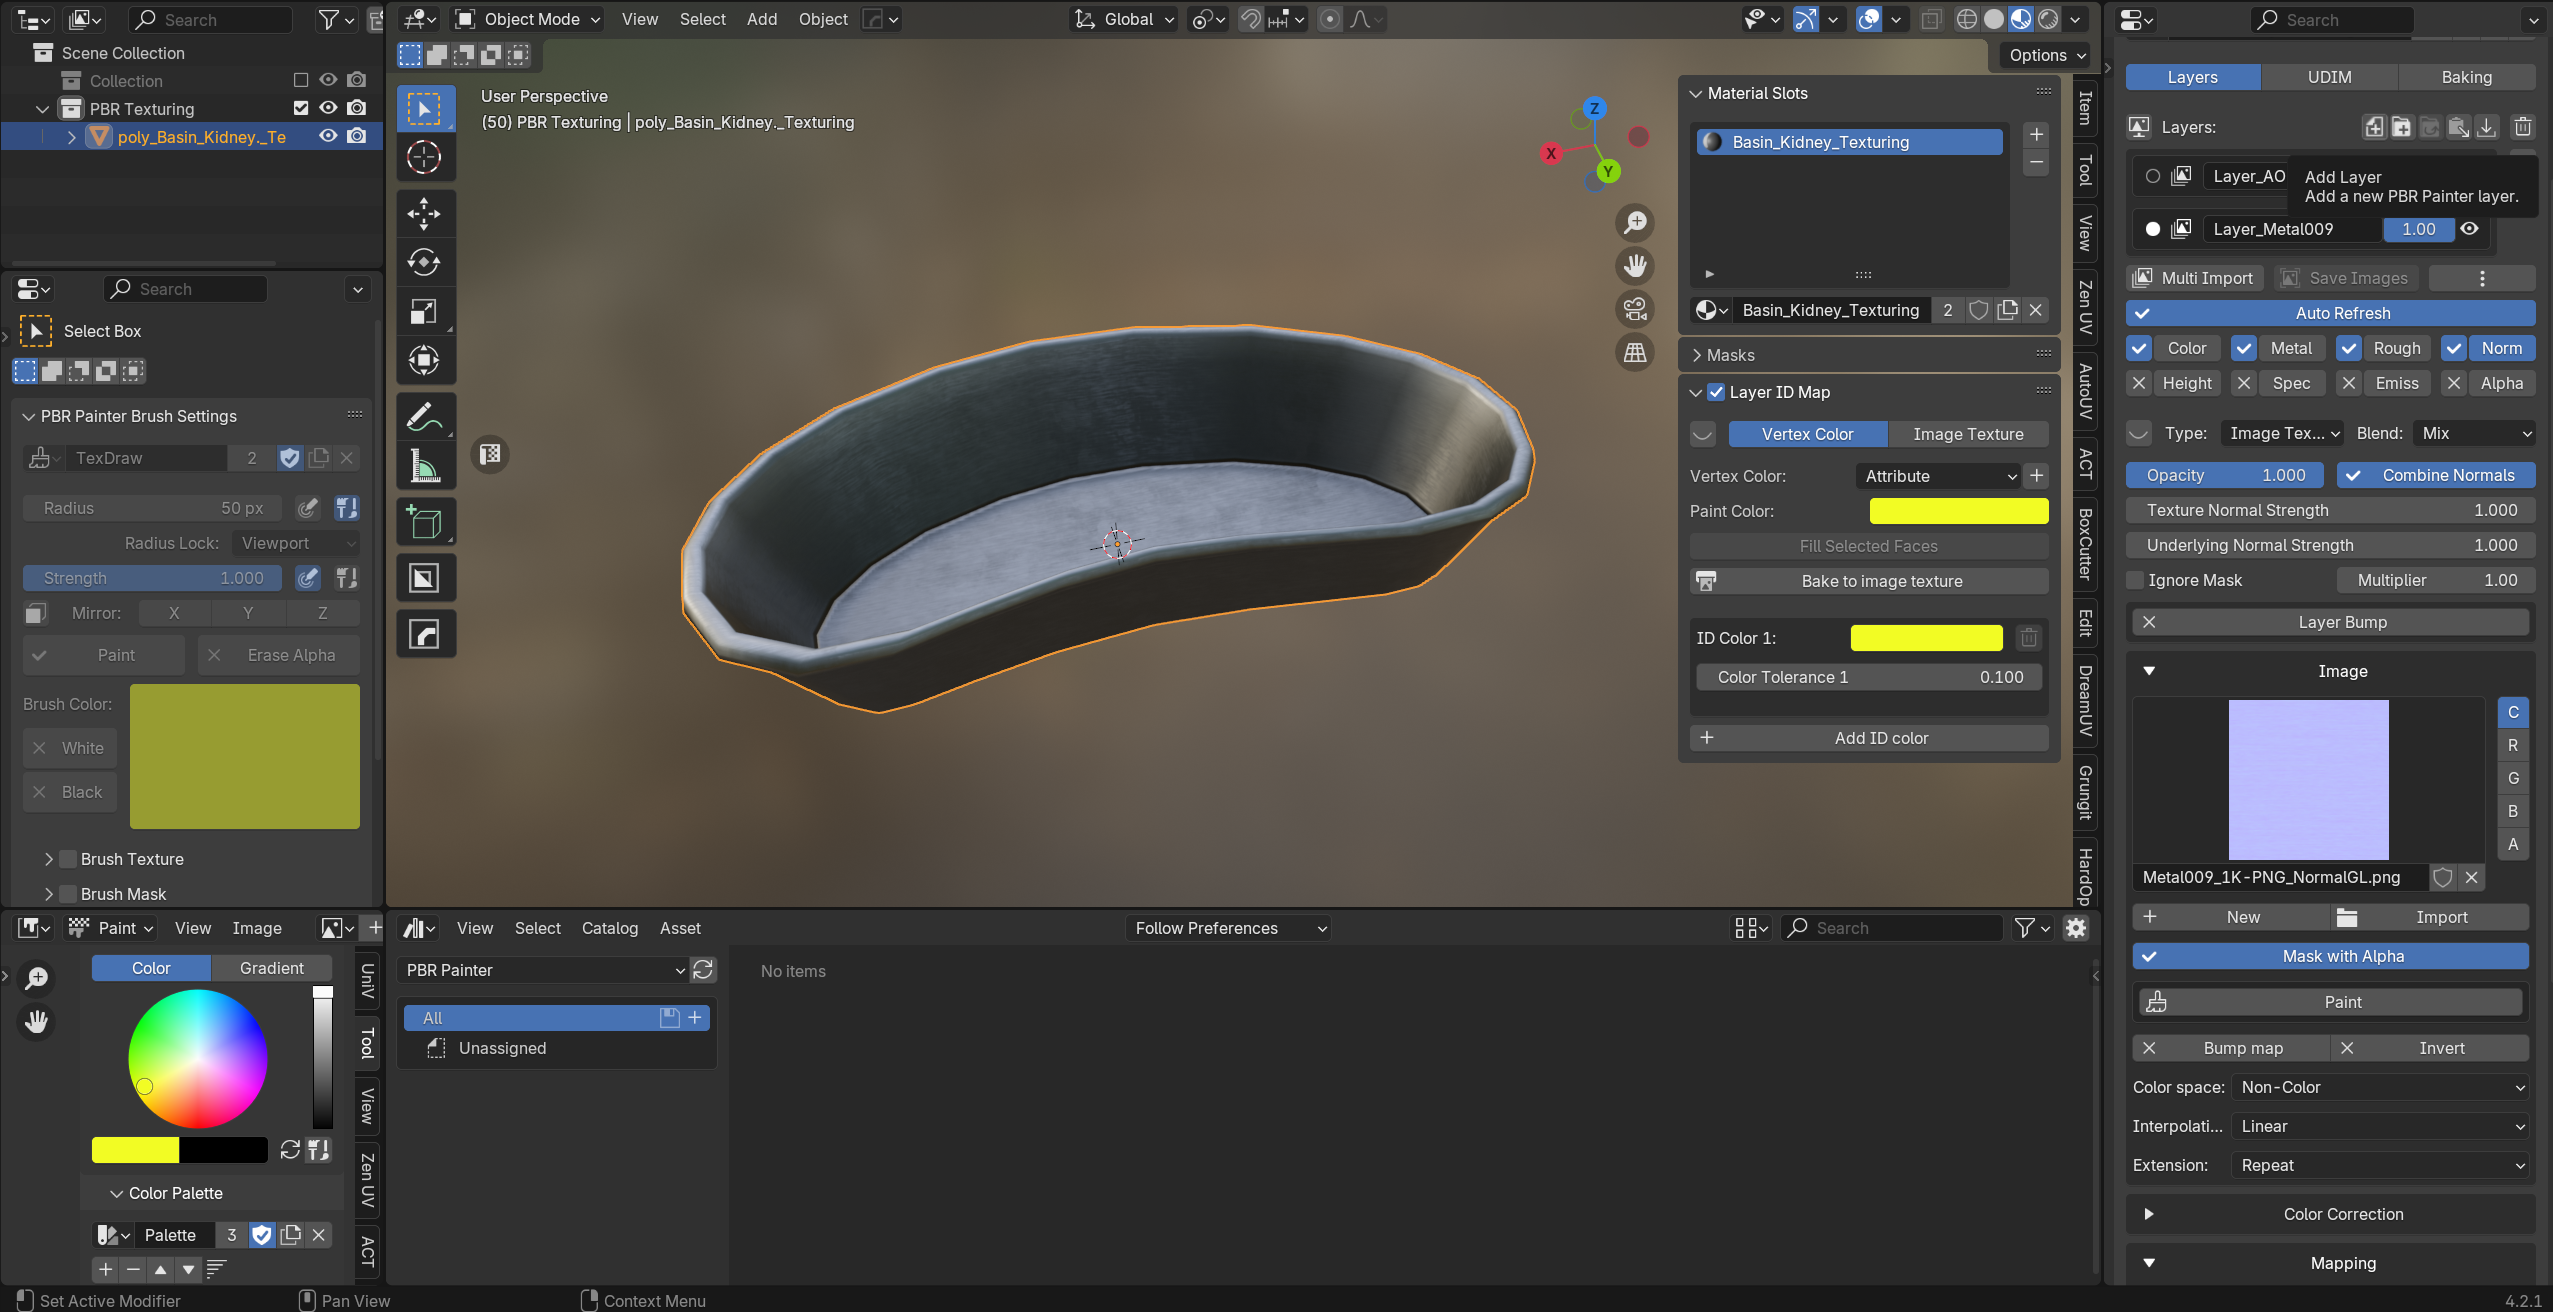 Search
Scene Collection
Collection
PBR Texturing
poly_Basin_Kidney._Te
Search
Select Box
PBR Painter Brush Settings
TexDraw 2
Radius 50 px
Radius Lock: Viewport
Strength 1.000
Mirror: X Y Z
Paint Erase Alpha
Brush Color:
White
Black
Brush Texture
Brush Mask
Paint View Image
Color Gradient
Color Palette
Palette 3
UniV
Tool
View
Zen UV
ACT
Object Mode View Select Add Object Global
Options
User Perspective
(50) PBR Texturing | poly_Basin_Kidney._Texturing
Z
X
Y
Material Slots
Basin_Kidney_Texturing
Basin_Kidney_Texturing 2
Masks
Layer ID Map
Vertex Color Image Texture
Vertex Color: Attribute
Paint Color:
Fill Selected Faces
Bake to image texture
ID Color 1:
Color Tolerance 1 0.100
Add ID color
Item
Tool
View
Zen UV
AutoUV
ACT
BoxCutter
Edit
DreamUV
Grungit
HardOp
View Select Catalog Asset Follow Preferences Search
PBR Painter
All
Unassigned
No items
Search
Layers UDIM Baking
Layers:
Layer_AO
Add Layer
Add a new PBR Painter layer.
Layer_Metal009 1.00
Multi Import Save Images
Auto Refresh
Color Metal Rough Norm
Height Spec Emiss Alpha
Type: Image Tex... Blend: Mix
Opacity 1.000 Combine Normals
Texture Normal Strength 1.000
Underlying Normal Strength 1.000
Ignore Mask Multiplier 1.00
Layer Bump
Image
C
R
G
B
A
Metal009_1K-PNG_NormalGL.png
New Import
Mask with Alpha
Paint
Bump map Invert
Color space: Non-Color
Interpolati... Linear
Extension: Repeat
Color Correction
Mapping
Set Active Modifier Pan View Context Menu 4.2.1